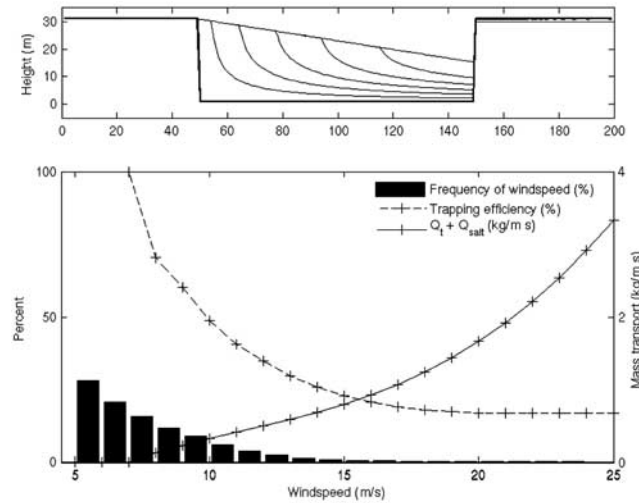 Height (m)
30
20
10
0
0 20 40 60 80 100 120 140 160 180 200
100
50
0
Percent
4
2
0
Mass transport (kg/m s)
Frequency of windspeed (%)
Trapping efficiency (%)
Q_t + Q_salt (kg/m s)
5 10 15 20 25
Windspeed (m/s)